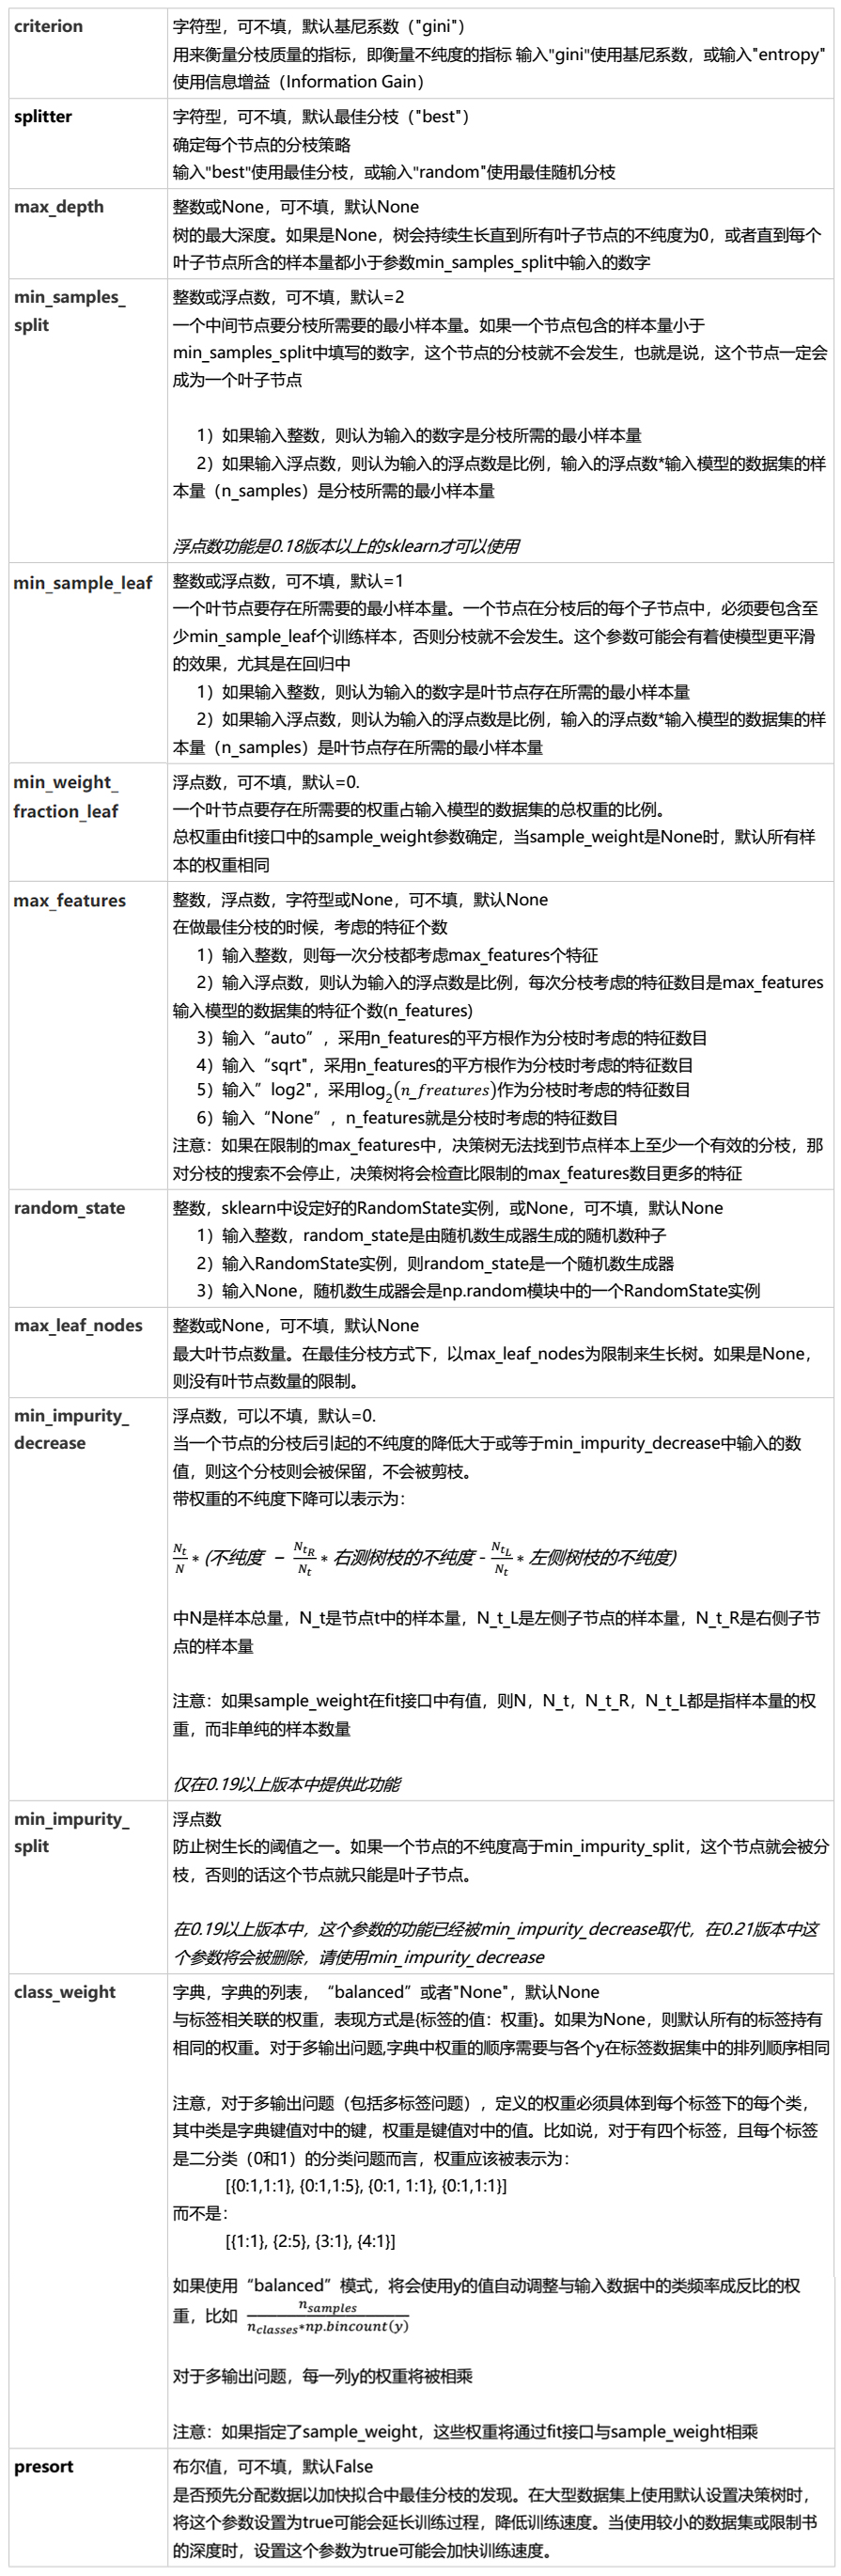 criterion
字符型，可不填，默认基尼系数（"gini"）
用来衡量分枝质量的指标，即衡量不纯度的指标 输入"gini"使用基尼系数，或输入"entropy"
使用信息增益（Information Gain）
splitter
字符型，可不填，默认最佳分枝（"best"）
确定每个节点的分枝策略
输入"best"使用最佳分枝，或输入"random"使用最佳随机分枝
max_depth
整数或None，可不填，默认None
树的最大深度。如果是None，树会持续生长直到所有叶子节点的不纯度为0，或者直到每个
叶子节点所含的样本量都小于参数min_samples_split中输入的数字
min_samples_
split
整数或浮点数，可不填，默认=2
一个中间节点要分枝所需要的最小样本量。如果一个节点包含的样本量小于
min_samples_split中填写的数字，这个节点的分枝就不会发生，也就是说，这个节点一定会
成为一个叶子节点
1）如果输入整数，则认为输入的数字是分枝所需的最小样本量
2）如果输入浮点数，则认为输入的浮点数是比例，输入的浮点数*输入模型的数据集的样
本量（n_samples）是分枝所需的最小样本量
浮点数功能是0.18版本以上的sklearn才可以使用
min_sample_leaf
整数或浮点数，可不填，默认=1
一个叶节点要存在所需要的最小样本量。一个节点在分枝后的每个子节点中，必须要包含至
少min_sample_leaf个训练样本，否则分枝就不会发生。这个参数可能会有着使模型更平滑
的效果，尤其是在回归中
1）如果输入整数，则认为输入的数字是叶节点存在所需的最小样本量
2）如果输入浮点数，则认为输入的浮点数是比例，输入的浮点数*输入模型的数据集的样
本量（n_samples）是叶节点存在所需的最小样本量
min_weight_
fraction_leaf
浮点数，可不填，默认=0.
一个叶节点要存在所需要的权重占输入模型的数据集的总权重的比例。
总权重由fit接口中的sample_weight参数确定，当sample_weight是None时，默认所有样
本的权重相同
max_features
整数，浮点数，字符型或None，可不填，默认None
在做最佳分枝的时候，考虑的特征个数
1）输入整数，则每一次分枝都考虑max_features个特征
2）输入浮点数，则认为输入的浮点数是比例，每次分枝考虑的特征数目是max_features
输入模型的数据集的特征个数(n_features)
3）输入“auto”，采用n_features的平方根作为分枝时考虑的特征数目
4）输入“sqrt"，采用n_features的平方根作为分枝时考虑的特征数目
5）输入”log2"，采用log₂(n_freatures)作为分枝时考虑的特征数目
6）输入“None”，n_features就是分枝时考虑的特征数目
注意：如果在限制的max_features中，决策树无法找到节点样本上至少一个有效的分枝，那
对分枝的搜索不会停止，决策树将会检查比限制的max_features数目更多的特征
random_state
整数，sklearn中设定好的RandomState实例，或None，可不填，默认None
1）输入整数，random_state是由随机数生成器生成的随机数种子
2）输入RandomState实例，则random_state是一个随机数生成器
3）输入None，随机数生成器会是np.random模块中的一个RandomState实例
max_leaf_nodes
整数或None，可不填，默认None
最大叶节点数量。在最佳分枝方式下，以max_leaf_nodes为限制来生长树。如果是None，
则没有叶节点数量的限制。
min_impurity_
decrease
浮点数，可以不填，默认=0.
当一个节点的分枝后引起的不纯度的降低大于或等于min_impurity_decrease中输入的数
值，则这个分枝则会被保留，不会被剪枝。
带权重的不纯度下降可以表示为：
N_t/N * (不纯度 － N_{t_R}/N_t * 右测树枝的不纯度 - N_{t_L}/N_t * 左侧树枝的不纯度)
中N是样本总量，N_t是节点t中的样本量，N_t_L是左侧子节点的样本量，N_t_R是右侧子节
点的样本量
注意：如果sample_weight在fit接口中有值，则N，N_t，N_t_R，N_t_L都是指样本量的权
重，而非单纯的样本数量
仅在0.19以上版本中提供此功能
min_impurity_
split
浮点数
防止树生长的阈值之一。如果一个节点的不纯度高于min_impurity_split，这个节点就会被分
枝，否则的话这个节点就只能是叶子节点。
在0.19以上版本中，这个参数的功能已经被min_impurity_decrease取代，在0.21版本中这
个参数将会被删除，请使用min_impurity_decrease
class_weight
字典，字典的列表，“balanced”或者"None"，默认None
与标签相关联的权重，表现方式是{标签的值：权重}。如果为None，则默认所有的标签持有
相同的权重。对于多输出问题,字典中权重的顺序需要与各个y在标签数据集中的排列顺序相同
注意，对于多输出问题（包括多标签问题），定义的权重必须具体到每个标签下的每个类，
其中类是字典键值对中的键，权重是键值对中的值。比如说，对于有四个标签，且每个标签
是二分类（0和1）的分类问题而言，权重应该被表示为：
[{0:1,1:1}, {0:1,1:5}, {0:1, 1:1}, {0:1,1:1}]
而不是：
[{1:1}, {2:5}, {3:1}, {4:1}]
如果使用“balanced”模式，将会使用y的值自动调整与输入数据中的类频率成反比的权
重，比如 n_samples/(n_classes*np.bincount(y))
对于多输出问题，每一列y的权重将被相乘
注意：如果指定了sample_weight，这些权重将通过fit接口与sample_weight相乘
presort
布尔值，可不填，默认False
是否预先分配数据以加快拟合中最佳分枝的发现。在大型数据集上使用默认设置决策树时，
将这个参数设置为true可能会延长训练过程，降低训练速度。当使用较小的数据集或限制书
的深度时，设置这个参数为true可能会加快训练速度。